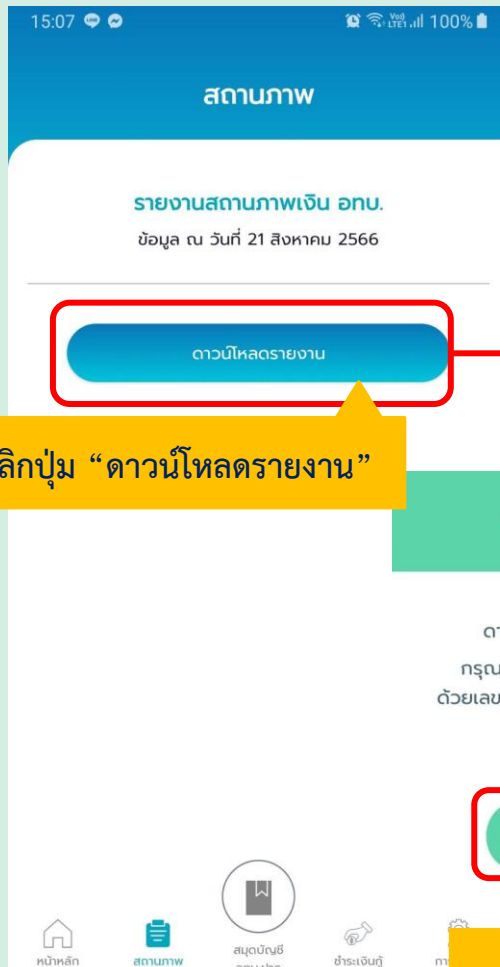 15:07
100%
สถานภาพ
รายงานสถานภาพเงิน อทบ.
ข้อมูล ณ วันที่ 21 สิงหาคม 2566
ดาวน์โหลดรายงาน
ลิกปุ่ม “ดาวน์โหลดรายงาน”
ด้วยเลข
หน้าหลัก
สถานภาพ
สมุดบัญชี
ชำระเงินกู้